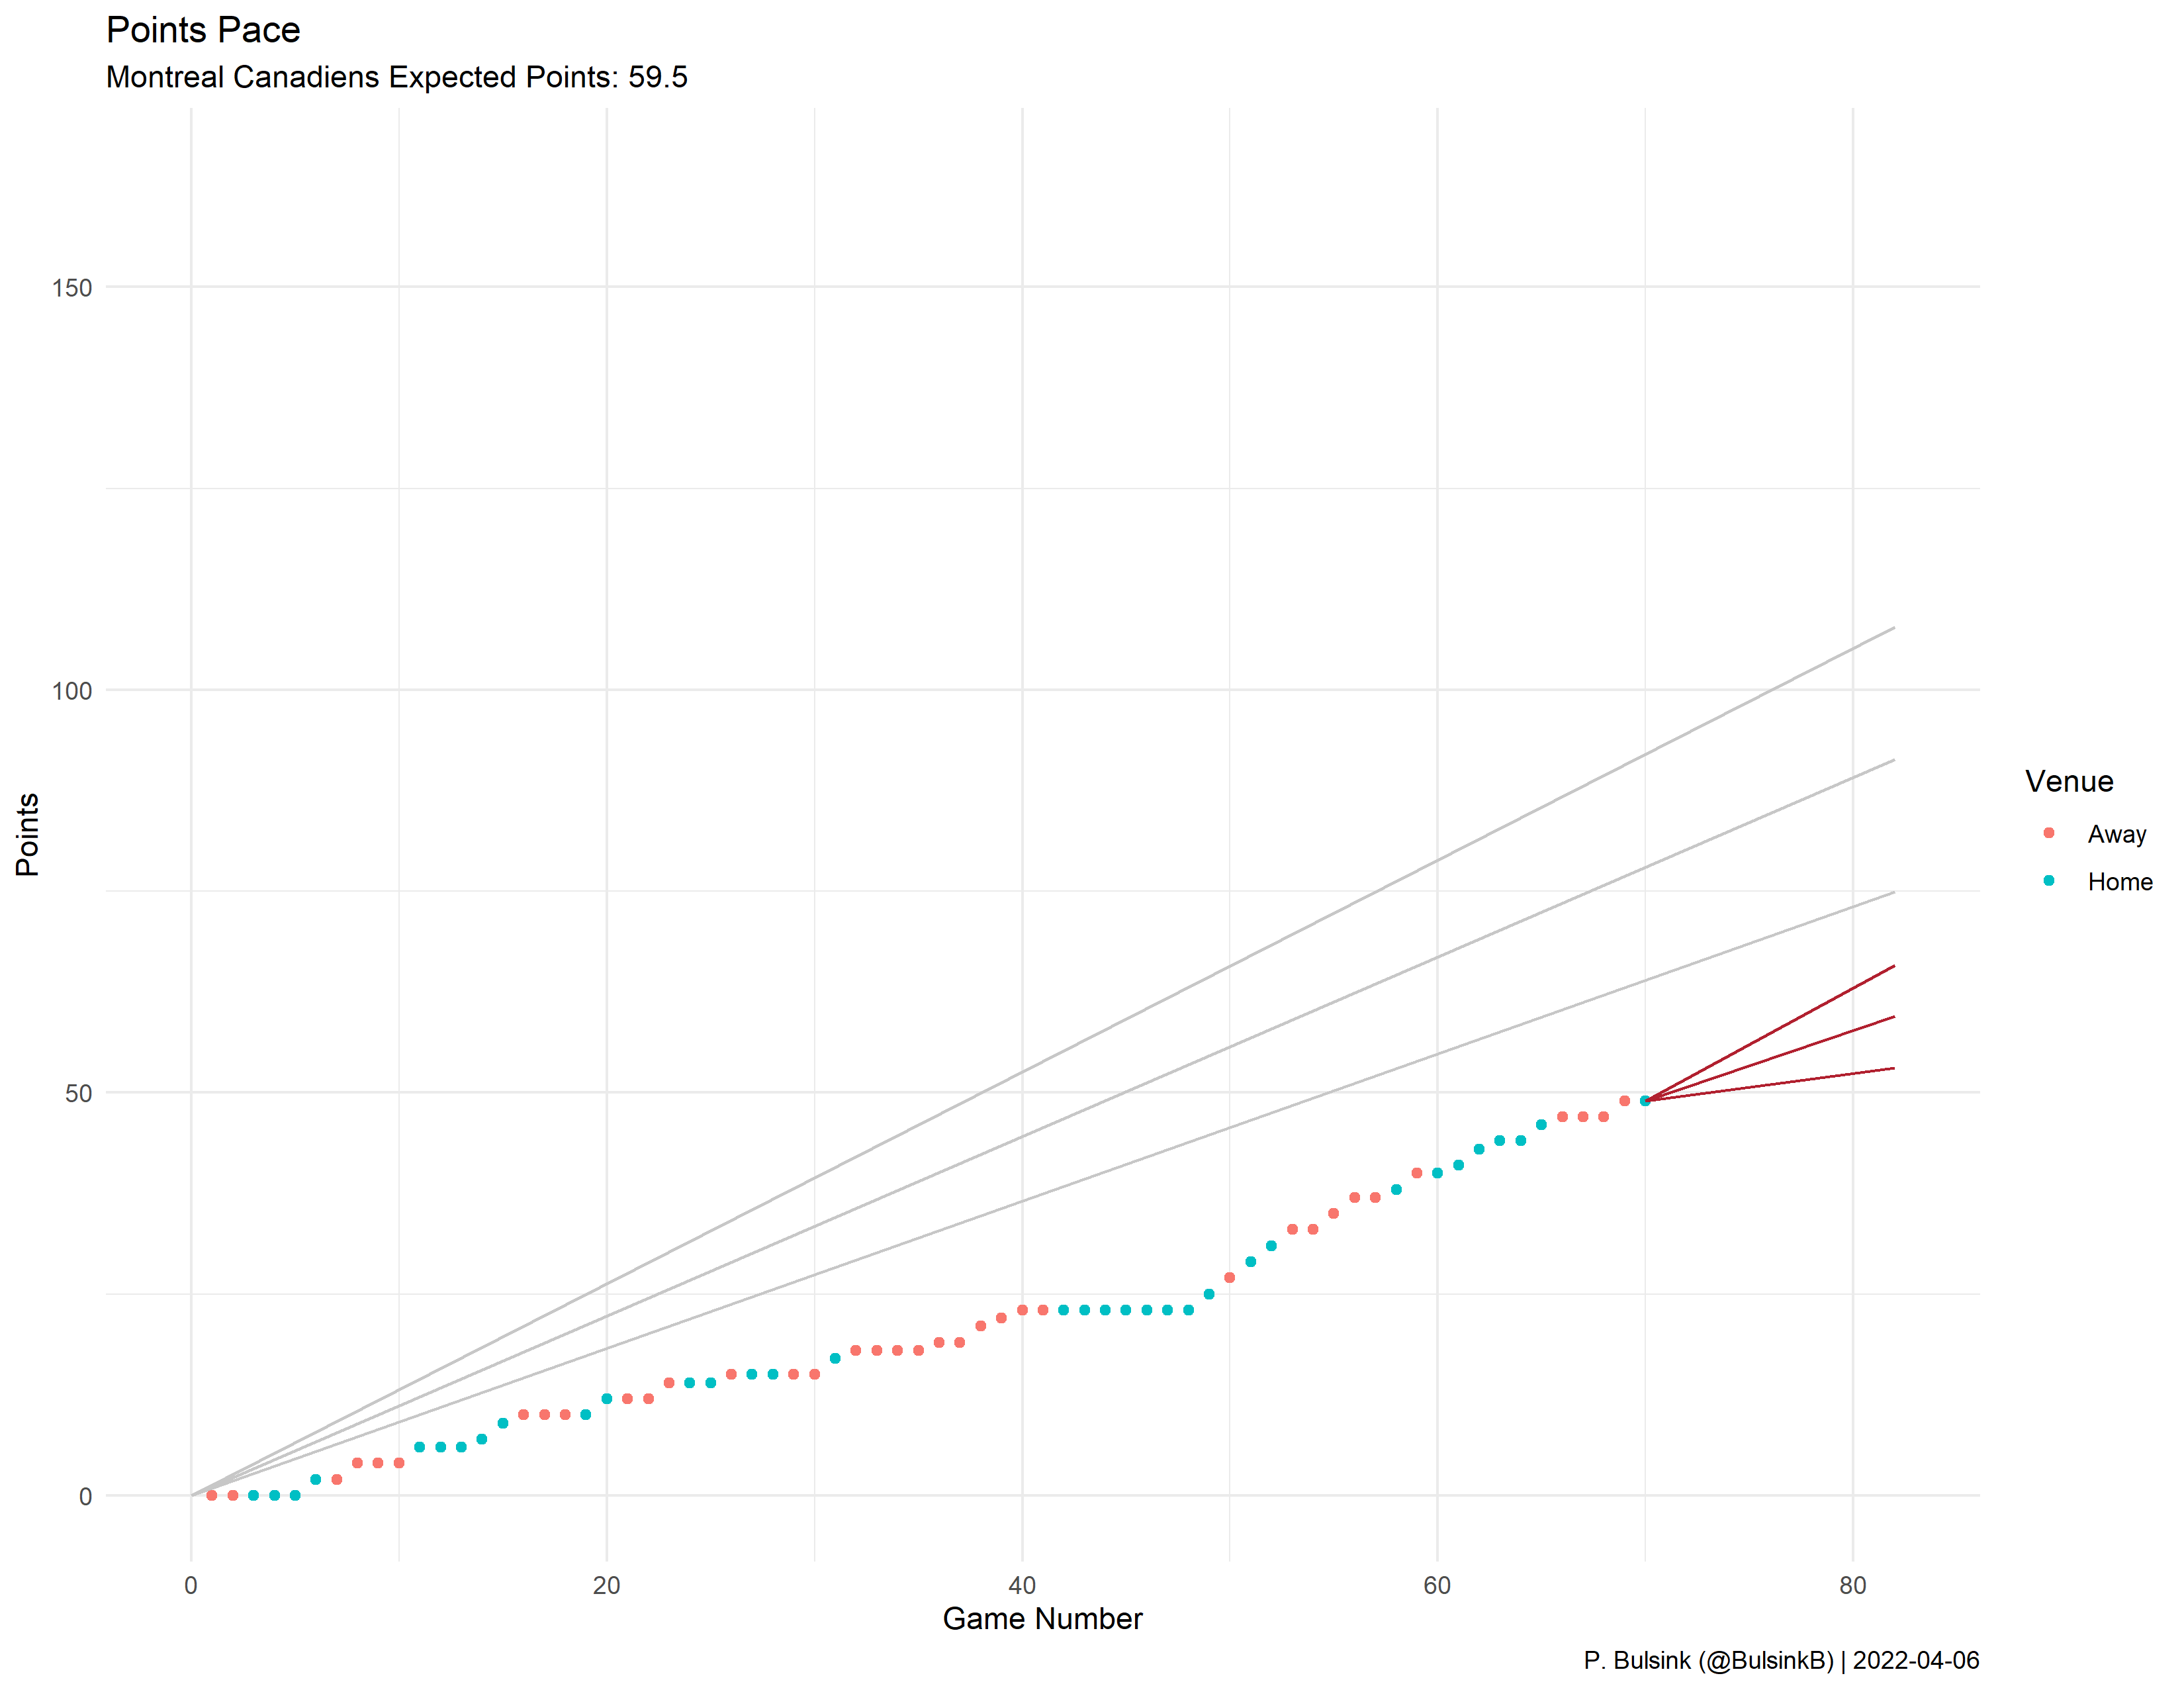 Points Pace
Montreal Canadiens Expected Points: 59.5
150
100
50
0
Points
0 20 40 60 80
Game Number
Venue
Away
Home
P. Bulsink (@BulsinkB) | 2022-04-06